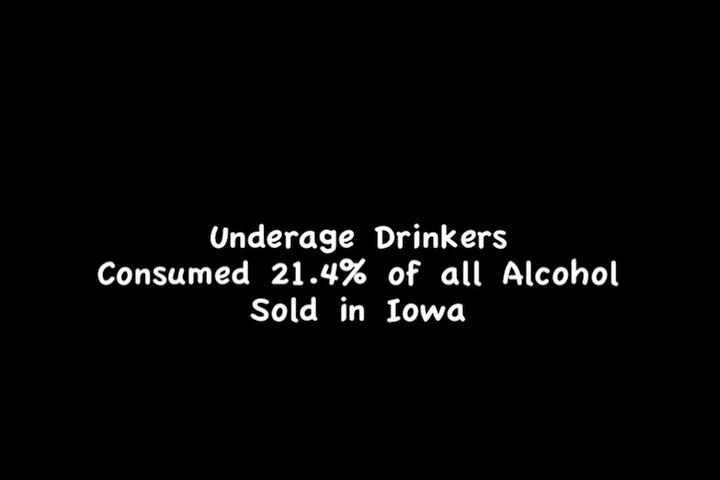 Underage Drinkers
Consumed 21.4% of all Alcohol
Sold in Iowa